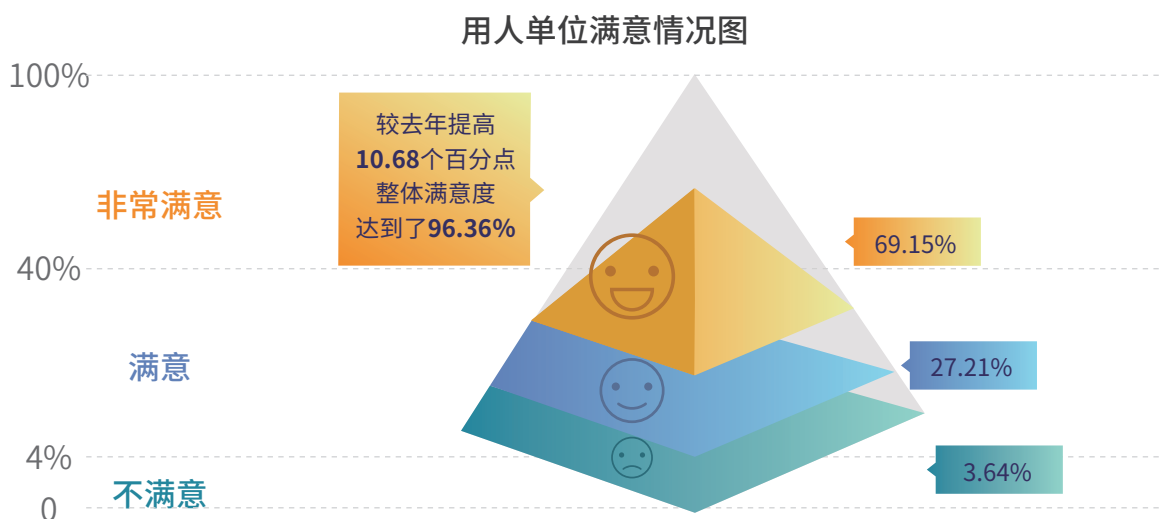 用人单位满意情况图
100%
较去年提高
10.68个百分点
整体满意度
达到了96.36%
非常满意
69.15%
40%
满意
27.21%
4%
3.64%
不满意
0